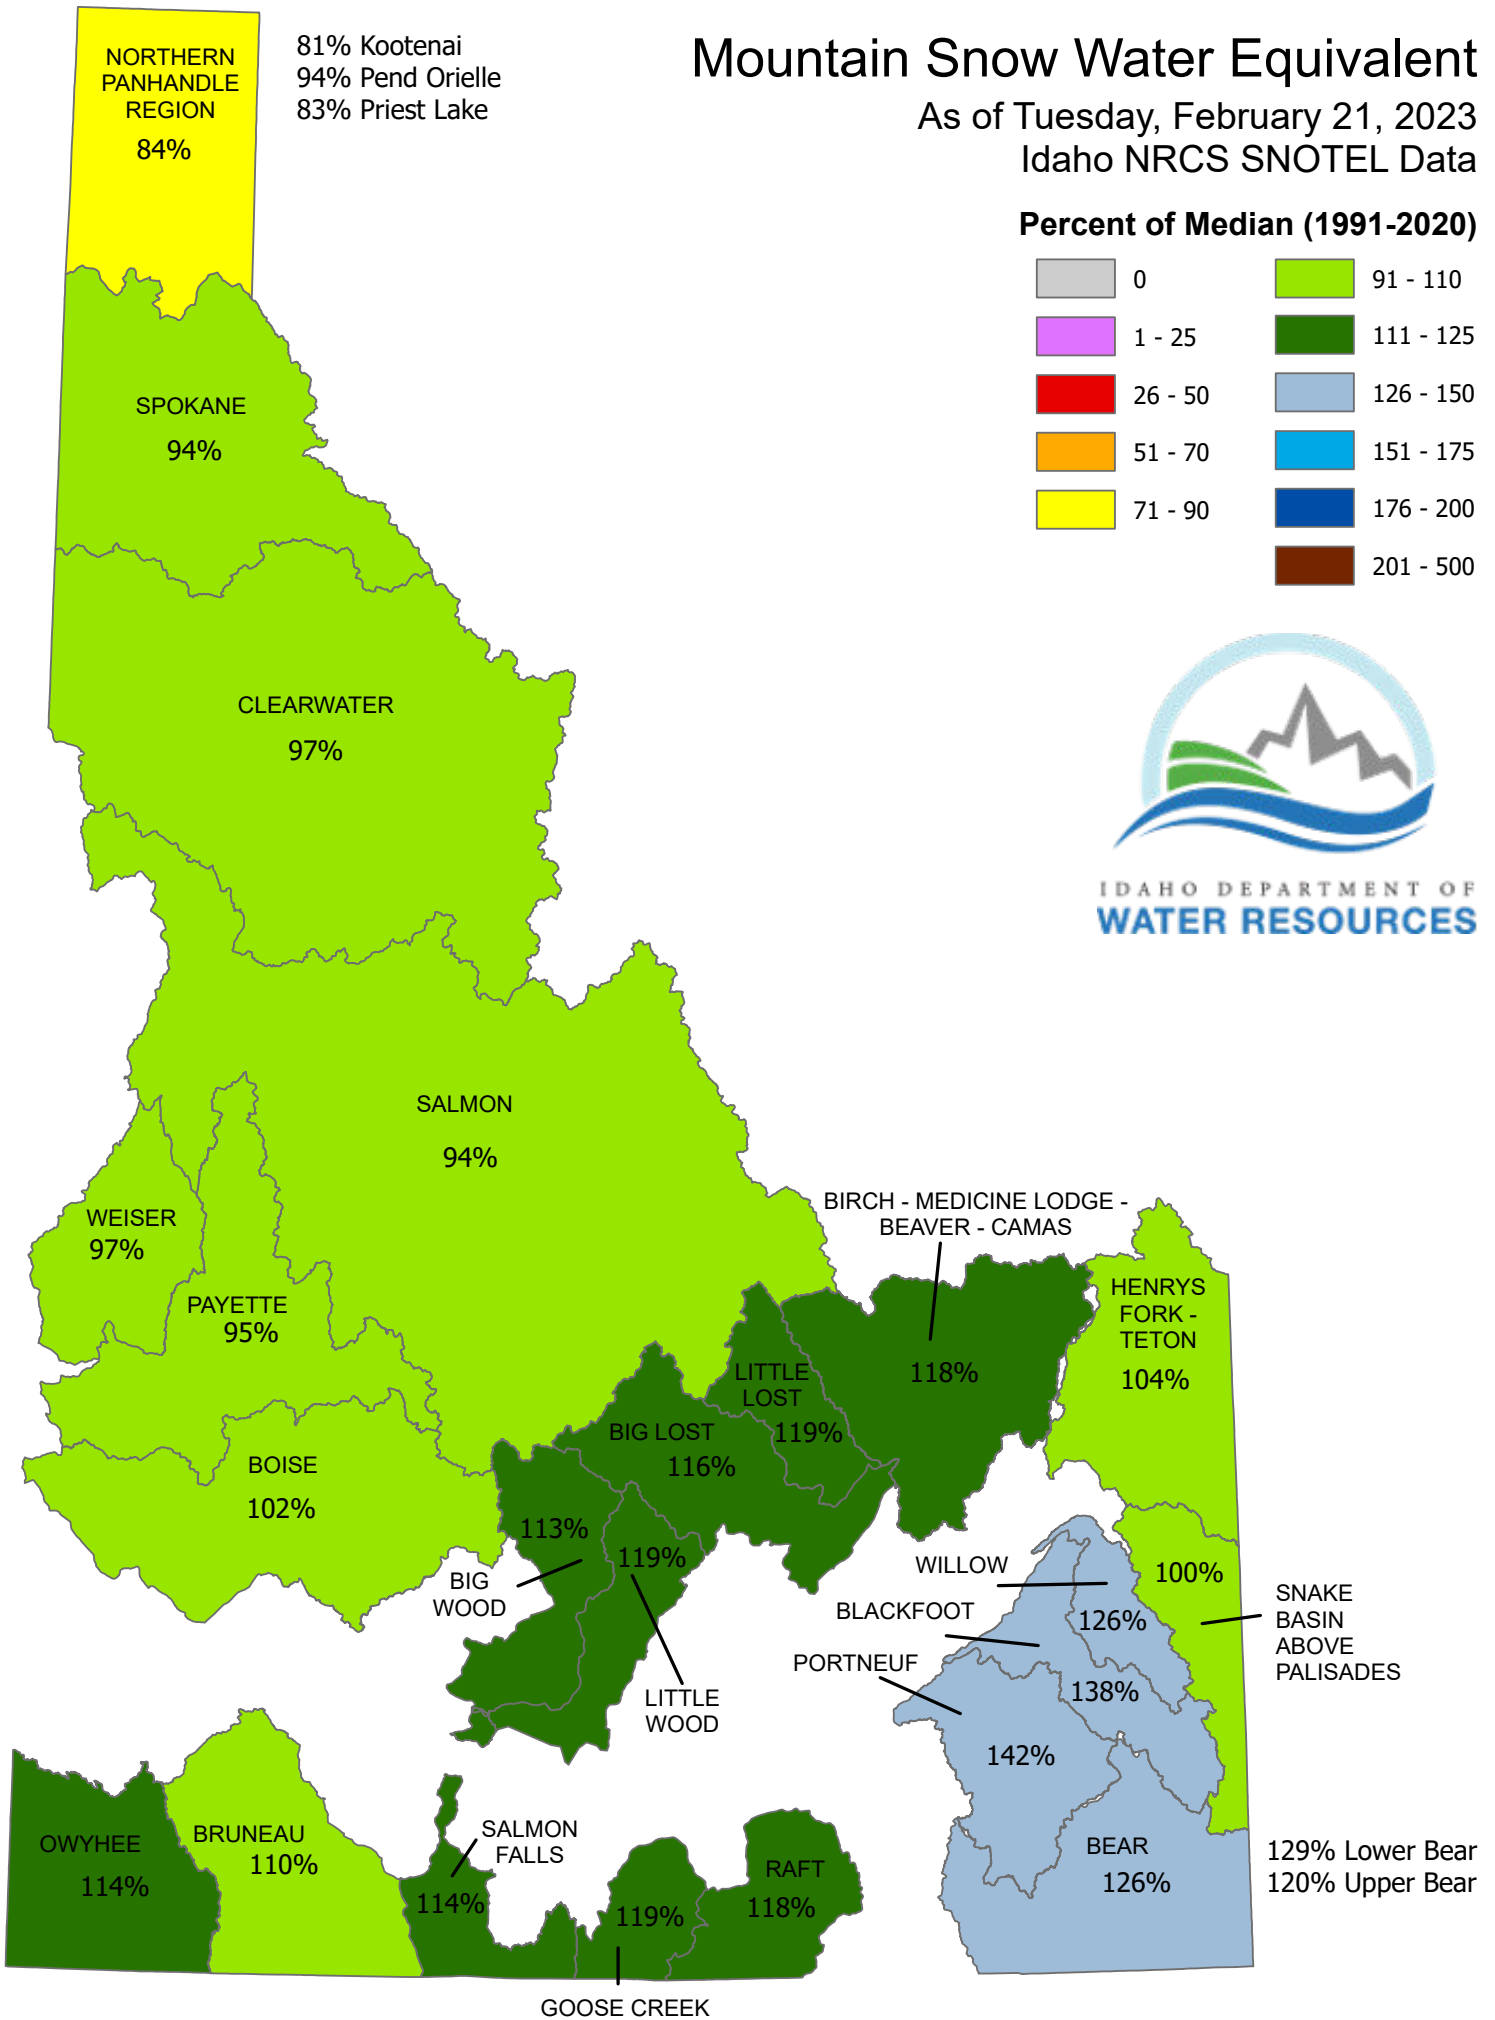 Mountain Snow Water Equivalent
As of Tuesday, February 21, 2023
Idaho NRCS SNOTEL Data
Percent of Median (1991-2020)
0
1 - 25
26 - 50
51 - 70
71 - 90
91 - 110
111 - 125
126 - 150
151 - 175
176 - 200
201 - 500
IDAHO DEPARTMENT OF
WATER RESOURCES
NORTHERN
PANHANDLE
REGION
84%
81% Kootenai
94% Pend Orielle
83% Priest Lake
SPOKANE
94%
CLEARWATER
97%
SALMON
94%
WEISER
97%
PAYETTE
95%
BOISE
102%
BIRCH - MEDICINE LODGE -
BEAVER - CAMAS
118%
HENRYS
FORK -
TETON
104%
LITTLE
LOST
119%
BIG LOST
116%
113%
BIG
WOOD
119%
LITTLE
WOOD
WILLOW
126%
BLACKFOOT
138%
PORTNEUF
142%
100%
SNAKE
BASIN
ABOVE
PALISADES
BEAR
126%
129% Lower Bear
120% Upper Bear
OWYHEE
114%
BRUNEAU
110%
SALMON
FALLS
114%
119%
GOOSE CREEK
RAFT
118%